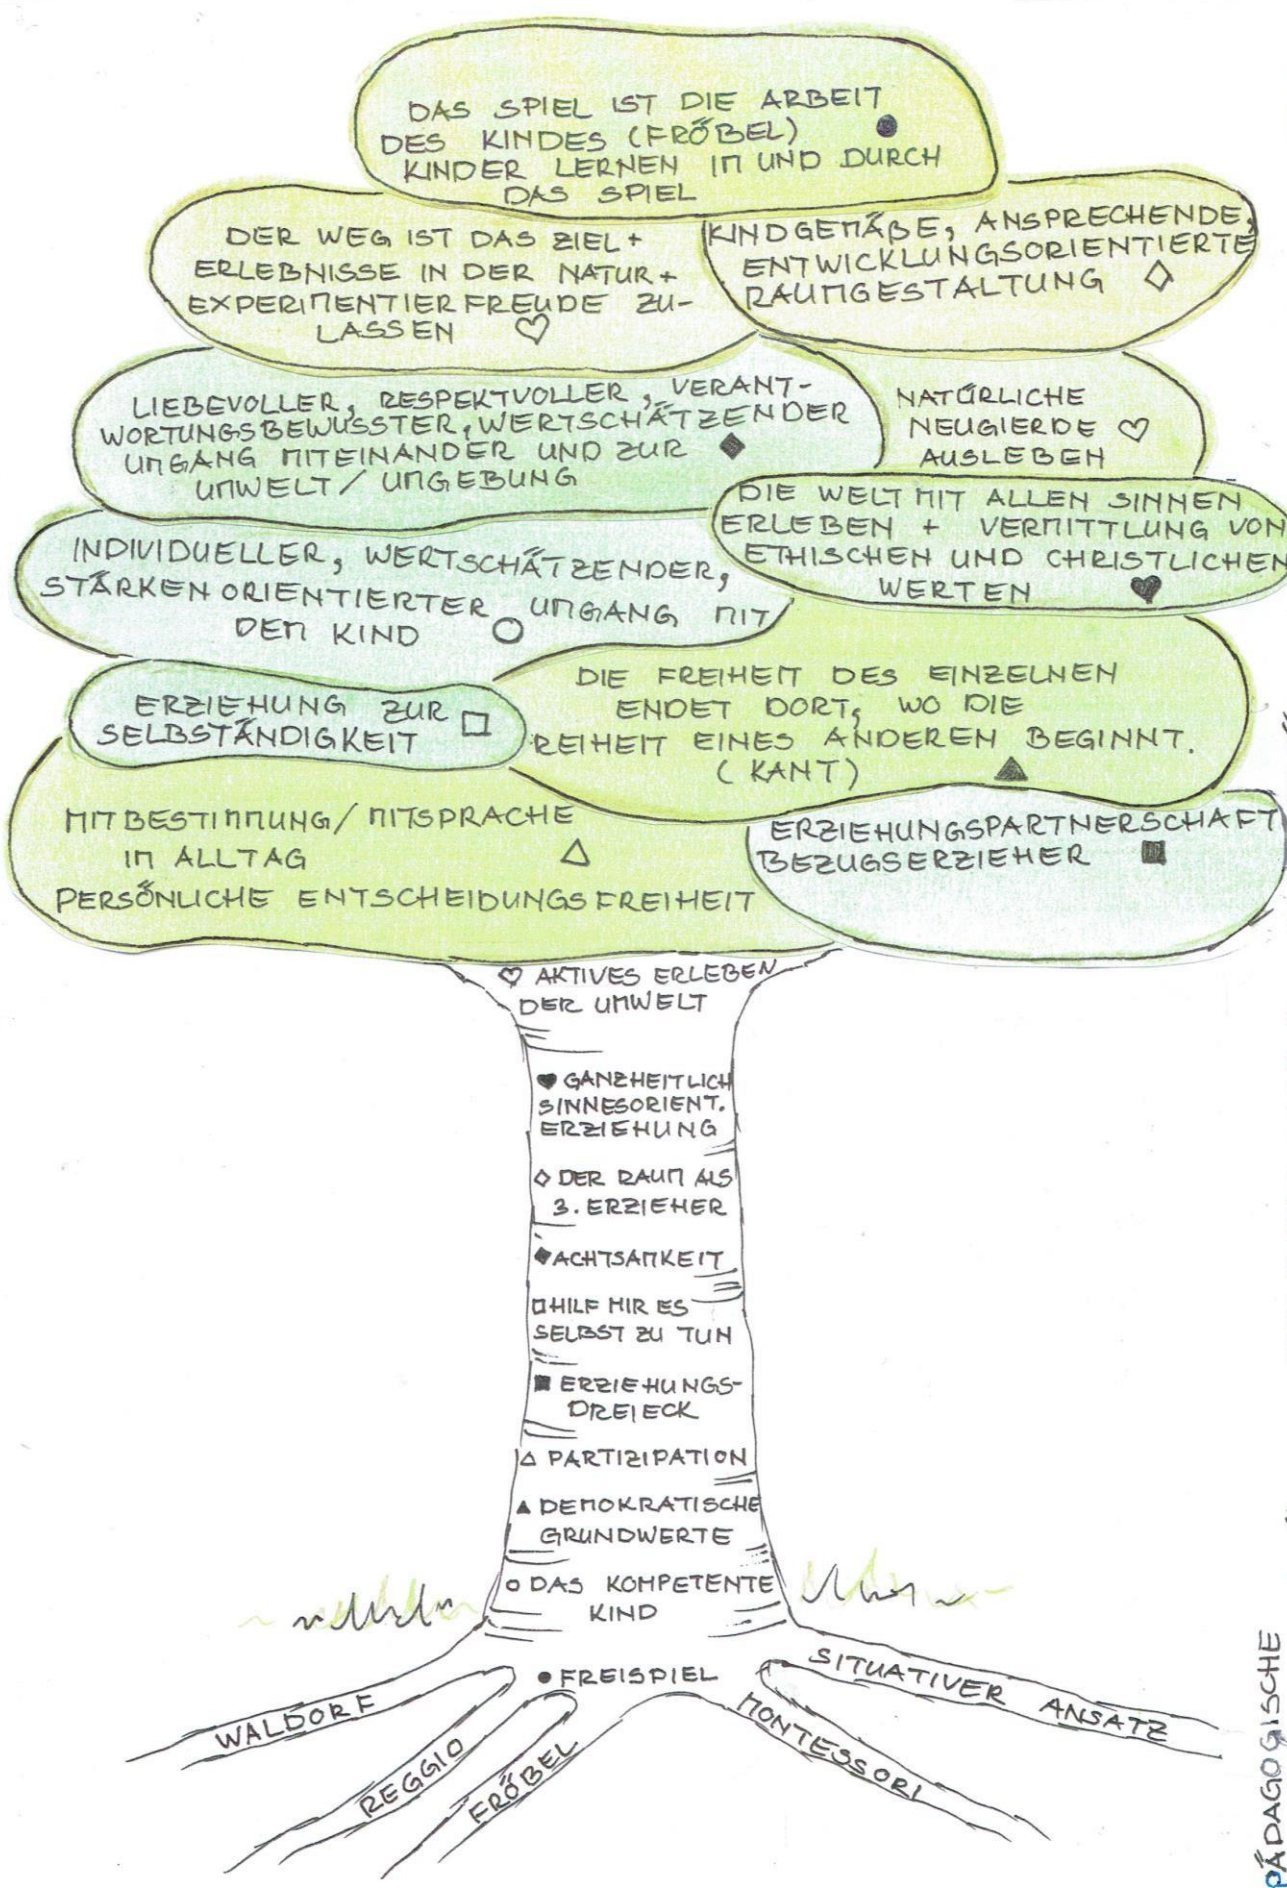 DAS SPIEL IST DIE ARBEIT
DES KINDES (FRÖBEL)
KINDER LERNEN IM UND DURCH
DAS SPIEL
DER WEG IST DAS ZIEL +
ERLEBNISSE IN DER NATUR +
EXPERIMENTIERFREUDE ZU-
LASSEN
KINDGEMÄßE, ANSPRECHENDE,
ENTWICKLUNGSORIENTIERTE
RAUMGESTALTUNG
LIEBEVOLLER, RESPEKTVOLLER, VERANT-
WORTUNGSBEWUSSTER, WERTSCHÄTZENDER
UMGANG MITEINANDER UND ZUR
UMWELT / UMGEBUNG
NATÜRLICHE
NEUGIERDE
AUSLEBEN
DIE WELT MIT ALLEN SINNEN
ERLEBEN + VERMITTLUNG VON
ETHISCHEN UND CHRISTLICHEN
WERTEN
INDIVIDUELLER, WERTSCHÄTZENDER,
STÄRKENORIENTIERTER UMGANG MIT
DEM KIND
ERZIEHUNG ZUR
SELBSTÄNDIGKEIT
DIE FREIHEIT DES EINZELNEN
ENDET DORT, WO DIE
REIHEIT EINES ANDEREN BEGINNT.
(KANT)
MITBESTIMMUNG / MITSPRACHE
IM ALLTAG
PERSÖNLICHE ENTSCHEIDUNGSFREIHEIT
ERZIEHUNGSPARTNERSCHAFT
BEZUGSERZIEHER
AKTIVES ERLEBEN
DER UMWELT
GANZHEITLICH
SINNESORIENT.
ERZIEHUNG
DER RAUM ALS
3. ERZIEHER
ACHTSAMKEIT
HILF MIR ES
SELBST ZU TUN
ERZIEHUNGS-
DREIECK
PARTIZIPATION
DEMOKRATISCHE
GRUNDWERTE
DAS KOMPETENTE
KIND
FREISPIEL
WALDORF
REGGIO
FRÖBEL
MONTESSORI
SITUATIVER ANSATZ
PÄDAGOGISCHE